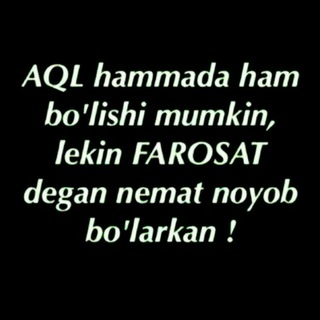 AQL hammada ham
bo'lishi mumkin,
lekin FAROSAT
degan nemat noyob
bo'larkan !